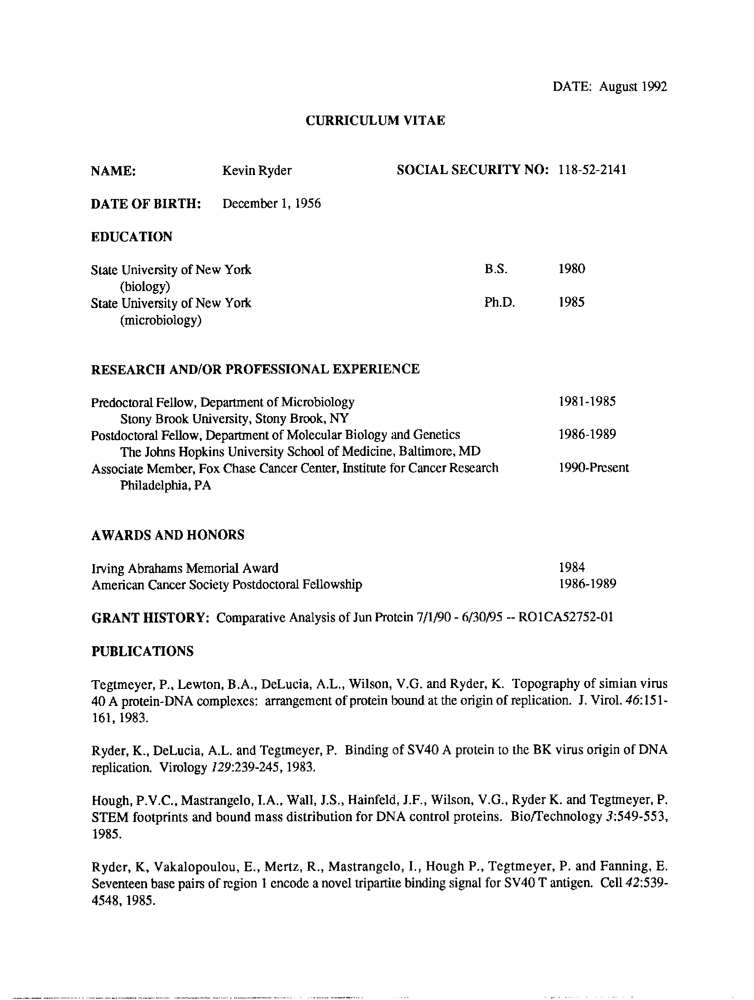 DATE: August 1992
CURRICULUM VITAE
NAME: Kevin Ryder SOCIAL SECURITY NO: 118-52-2141
DATE OF BIRTH: December 1, 1956
EDUCATION
State University of New York B.S. 1980
(biology)
State University of New York Ph.D. 1985
(microbiology)
RESEARCH AND/OR PROFESSIONAL EXPERIENCE
Predoctoral Fellow, Department of Microbiology 1981-1985
Stony Brook University, Stony Brook, NY
Postdoctoral Fellow, Department of Molecular Biology and Genetics 1986-1989
The Johns Hopkins University School of Medicine, Baltimore, MD
Associate Member, Fox Chase Cancer Center, Institute for Cancer Research 1990-Present
Philadelphia, PA
AWARDS AND HONORS
Irving Abrahams Memorial Award 1984
American Cancer Society Postdoctoral Fellowship 1986-1989
GRANT HISTORY: Comparative Analysis of Jun Protein 7/1/90 - 6/30/95 -- RO1CA52752-01
PUBLICATIONS
Tegtmeyer, P., Lewton, B.A., DeLucia, A.L., Wilson, V.G. and Ryder, K. Topography of simian virus
40 A protein-DNA complexes: arrangement of protein bound at the origin of replication. J. Virol. 46:151-
161, 1983.
Ryder, K., DeLucia, A.L. and Tegtmeyer, P. Binding of SV40 A protein to the BK virus origin of DNA
replication. Virology 129:239-245, 1983.
Hough, P.V.C., Mastrangelo, I.A., Wall, J.S., Hainfeld, J.F., Wilson, V.G., Ryder K. and Tegtmeyer, P.
STEM footprints and bound mass distribution for DNA control proteins. Bio/Technology 3:549-553,
1985.
Ryder, K, Vakalopoulou, E., Mertz, R., Mastrangelo, I., Hough P., Tegtmeyer, P. and Fanning, E.
Seventeen base pairs of region 1 encode a novel tripartite binding signal for SV40 T antigen. Cell 42:539-
4548, 1985.